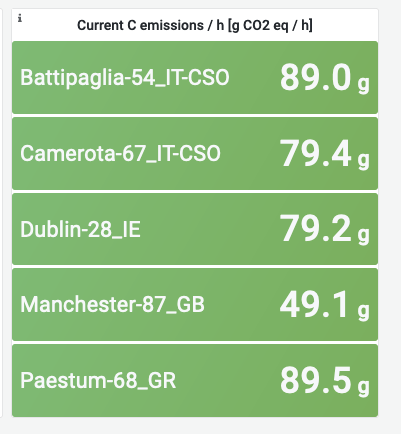 i
Current C emissions / h [g CO2 eq / h]
Battipaglia-54_IT-CSO 89.0 g
Camerota-67_IT-CSO 79.4 g
Dublin-28_IE 79.2 g
Manchester-87_GB 49.1 g
Paestum-68_GR 89.5 g